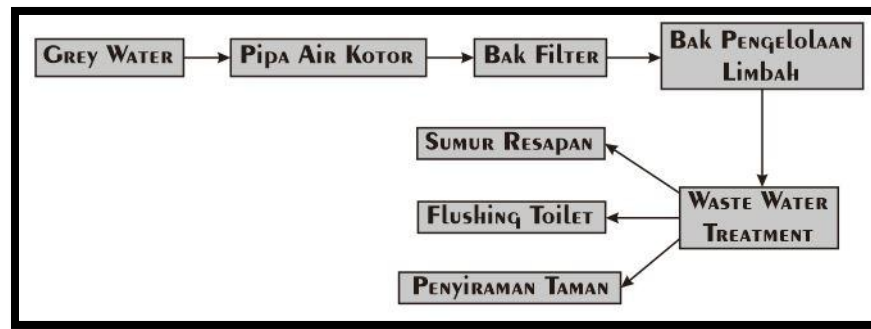 Grey Water
Pipa Air Kotor
Bak Filter
Bak Pengelolaan
Limbah
Sumur Resapan
Flushing Toilet
Waste Water
Treatment
Penyiraman Taman